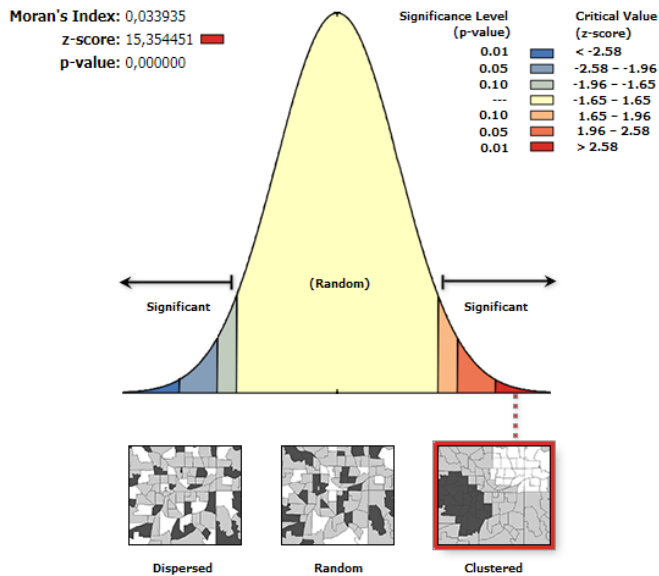 Moran's Index: 0,033935
z-score: 15,354451
p-value: 0,000000
Significance Level
(p-value)
Critical Value
(z-score)
0.01 < -2.58
0.05 -2.58 – -1.96
0.10 -1.96 – -1.65
--- -1.65 – 1.65
0.10 1.65 – 1.96
0.05 1.96 – 2.58
0.01 > 2.58
(Random)
Significant
Significant
Dispersed
Random
Clustered